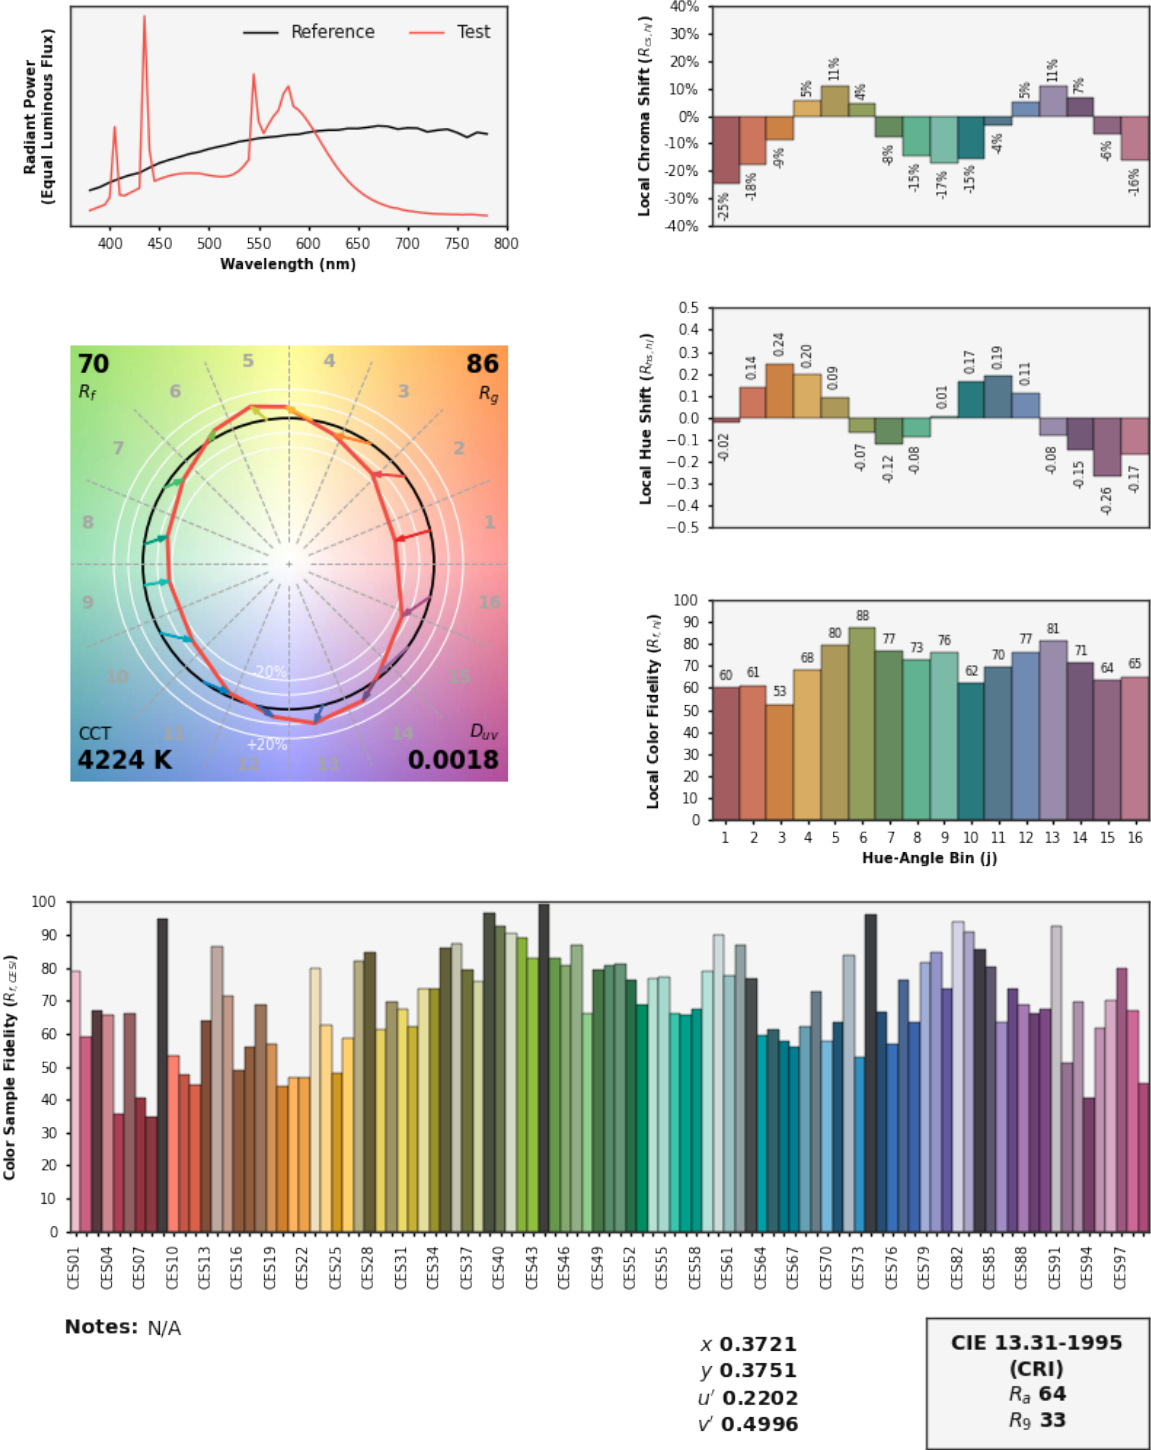 Radiant Power
(Equal Luminous Flux)
Reference
Test
400 450 500 550 600 650 700 750 800
Wavelength (nm)
Local Chroma Shift (Rcs,hj)
40%
30%
20%
10%
0%
-10%
-20%
-30%
-40%
-25%
-18%
-9%
5%
11%
4%
-8%
-15%
-17%
-15%
-4%
5%
11%
7%
-6%
-16%
Local Hue Shift (Rhs,hj)
0.5
0.4
0.3
0.2
0.1
0.0
−0.1
−0.2
−0.3
−0.4
−0.5
-0.02
0.14
0.24
0.20
0.09
-0.07
-0.12
-0.08
0.01
0.17
0.19
0.11
-0.08
-0.15
-0.26
-0.17
70
Rf
86
Rg
5
4
6
3
7
2
8
1
9
16
10
15
11
14
12
13
-20%
+20%
CCT
4224 K
Duv
0.0018
Local Color Fidelity (Rf,hj)
100
90
80
70
60
50
40
30
20
10
0
60
61
53
68
80
88
77
73
76
62
70
77
81
71
64
65
1 2 3 4 5 6 7 8 9 10 11 12 13 14 15 16
Hue-Angle Bin (j)
Color Sample Fidelity (Rf,CESi)
100
90
80
70
60
50
40
30
20
10
0
CES01
CES04
CES07
CES10
CES13
CES16
CES19
CES22
CES25
CES28
CES31
CES34
CES37
CES40
CES43
CES46
CES49
CES52
CES55
CES58
CES61
CES64
CES67
CES70
CES73
CES76
CES79
CES82
CES85
CES88
CES91
CES94
CES97
Notes: N/A
x 0.3721
y 0.3751
u' 0.2202
v' 0.4996
CIE 13.31-1995
(CRI)
Ra 64
R9 33